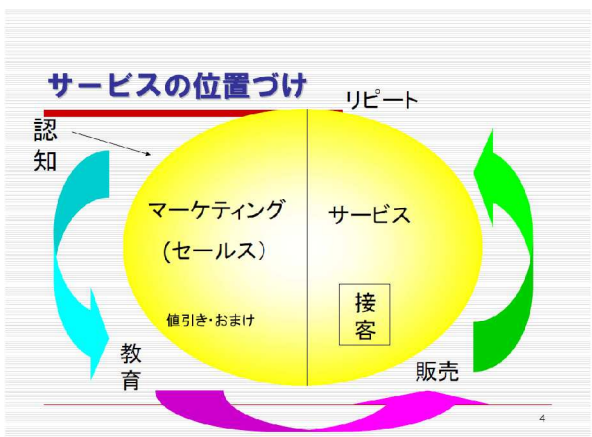 サービスの位置づけ
リピート
認
知
マーケティング
(セールス)
サービス
値引き・おまけ
接
客
教
育
販売
4